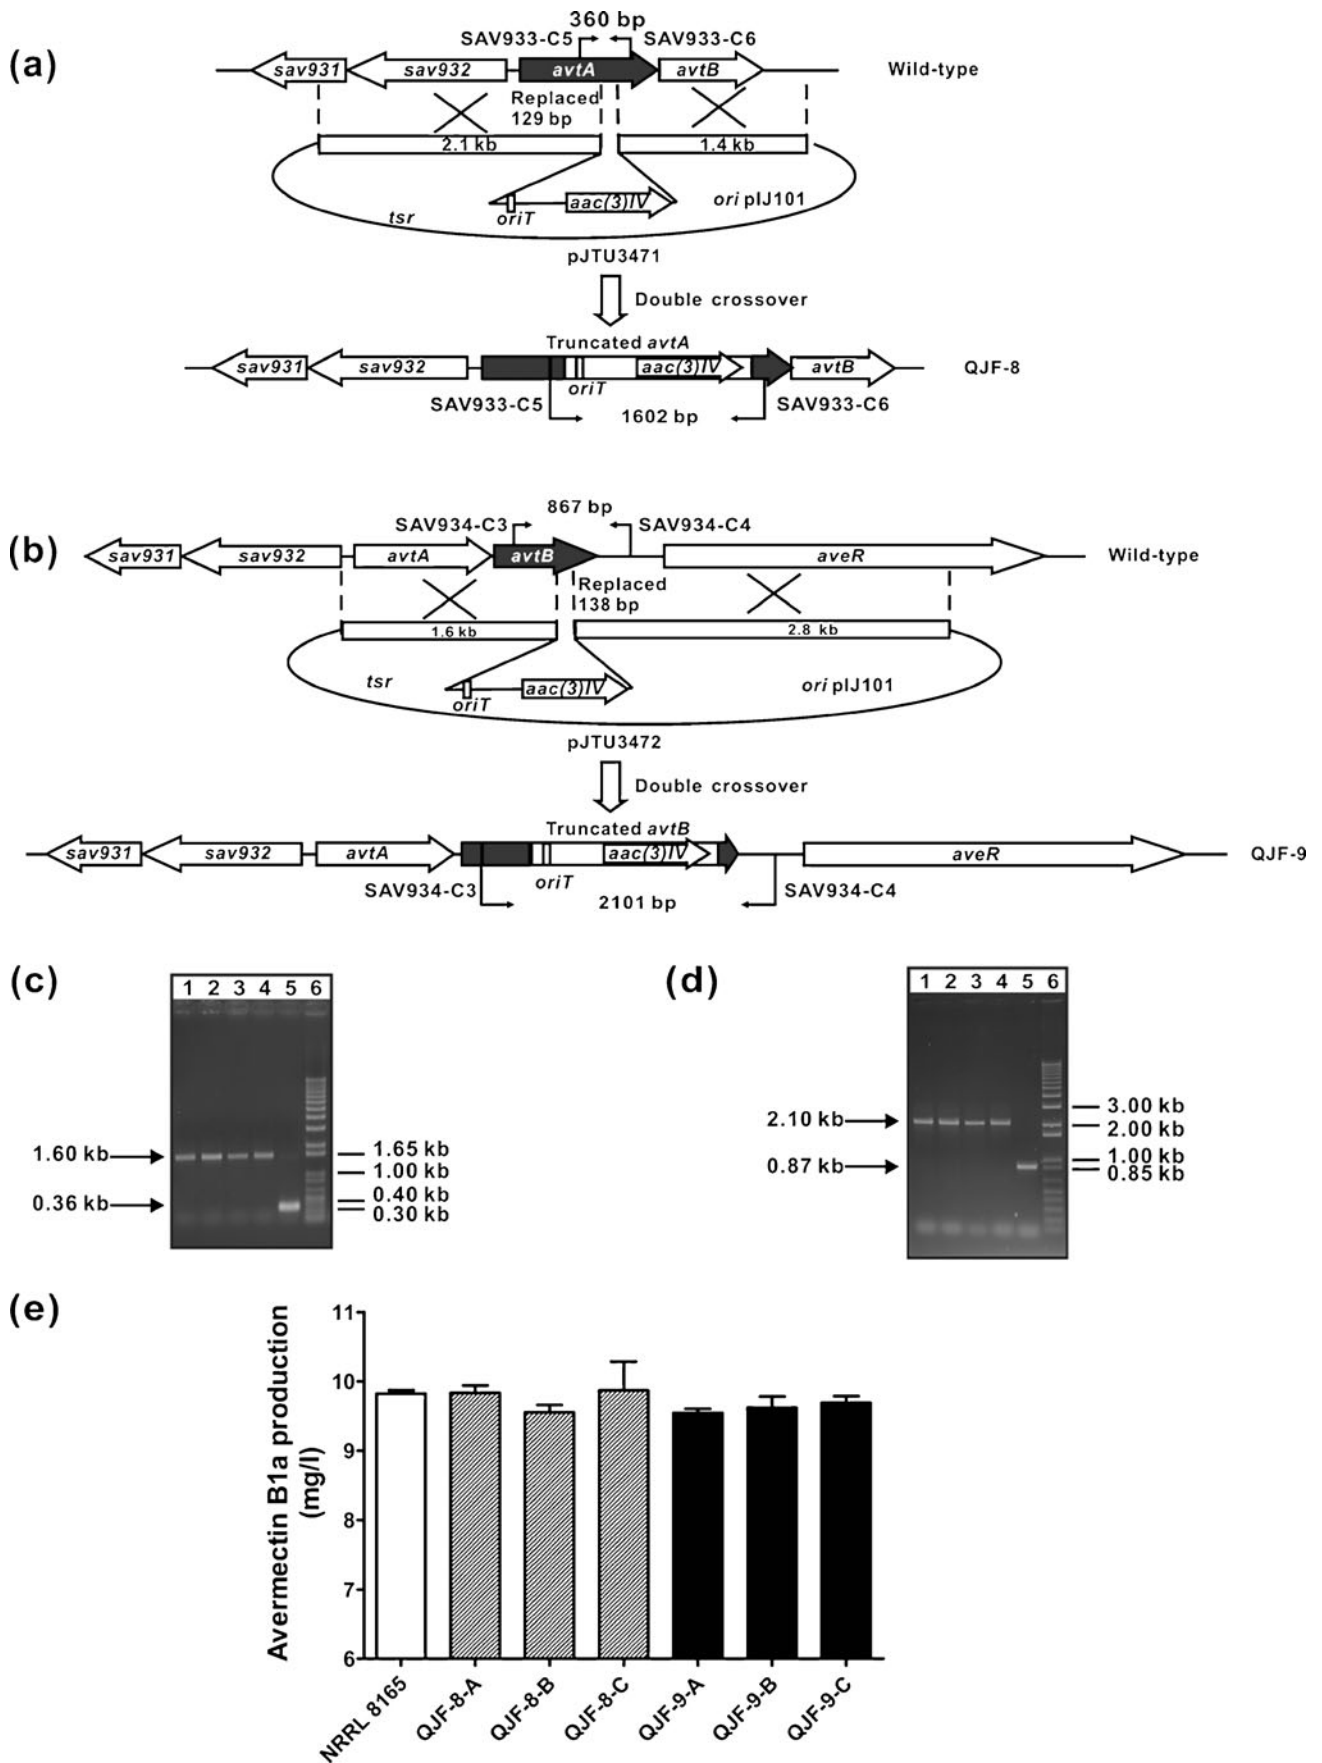 (a)
360 bp
SAV933-C5
SAV933-C6
sav931
sav932
avtA
avtB
Wild-type
Replaced
129 bp
2.1 kb
1.4 kb
tsr
oriT
aac(3)IV
ori pIJ101
pJTU3471
Double crossover
Truncated avtA
sav931
sav932
aac(3)IV
avtB
QJF-8
oriT
SAV933-C5
1602 bp
SAV933-C6
(b)
867 bp
SAV934-C3
SAV934-C4
sav931
sav932
avtA
avtB
aveR
Wild-type
Replaced
138 bp
1.6 kb
2.8 kb
tsr
oriT
aac(3)IV
ori pIJ101
pJTU3472
Double crossover
Truncated avtB
sav931
sav932
avtA
aac(3)IV
aveR
QJF-9
oriT
SAV934-C3
2101 bp
SAV934-C4
(c)
1 2 3 4 5 6
1.60 kb
0.36 kb
1.65 kb
1.00 kb
0.40 kb
0.30 kb
(d)
1 2 3 4 5 6
2.10 kb
0.87 kb
3.00 kb
2.00 kb
1.00 kb
0.85 kb
(e)
Avermectin B1a production
(mg/l)
11
10
9
8
7
6
NRRL 8165
QJF-8-A
QJF-8-B
QJF-8-C
QJF-9-A
QJF-9-B
QJF-9-C